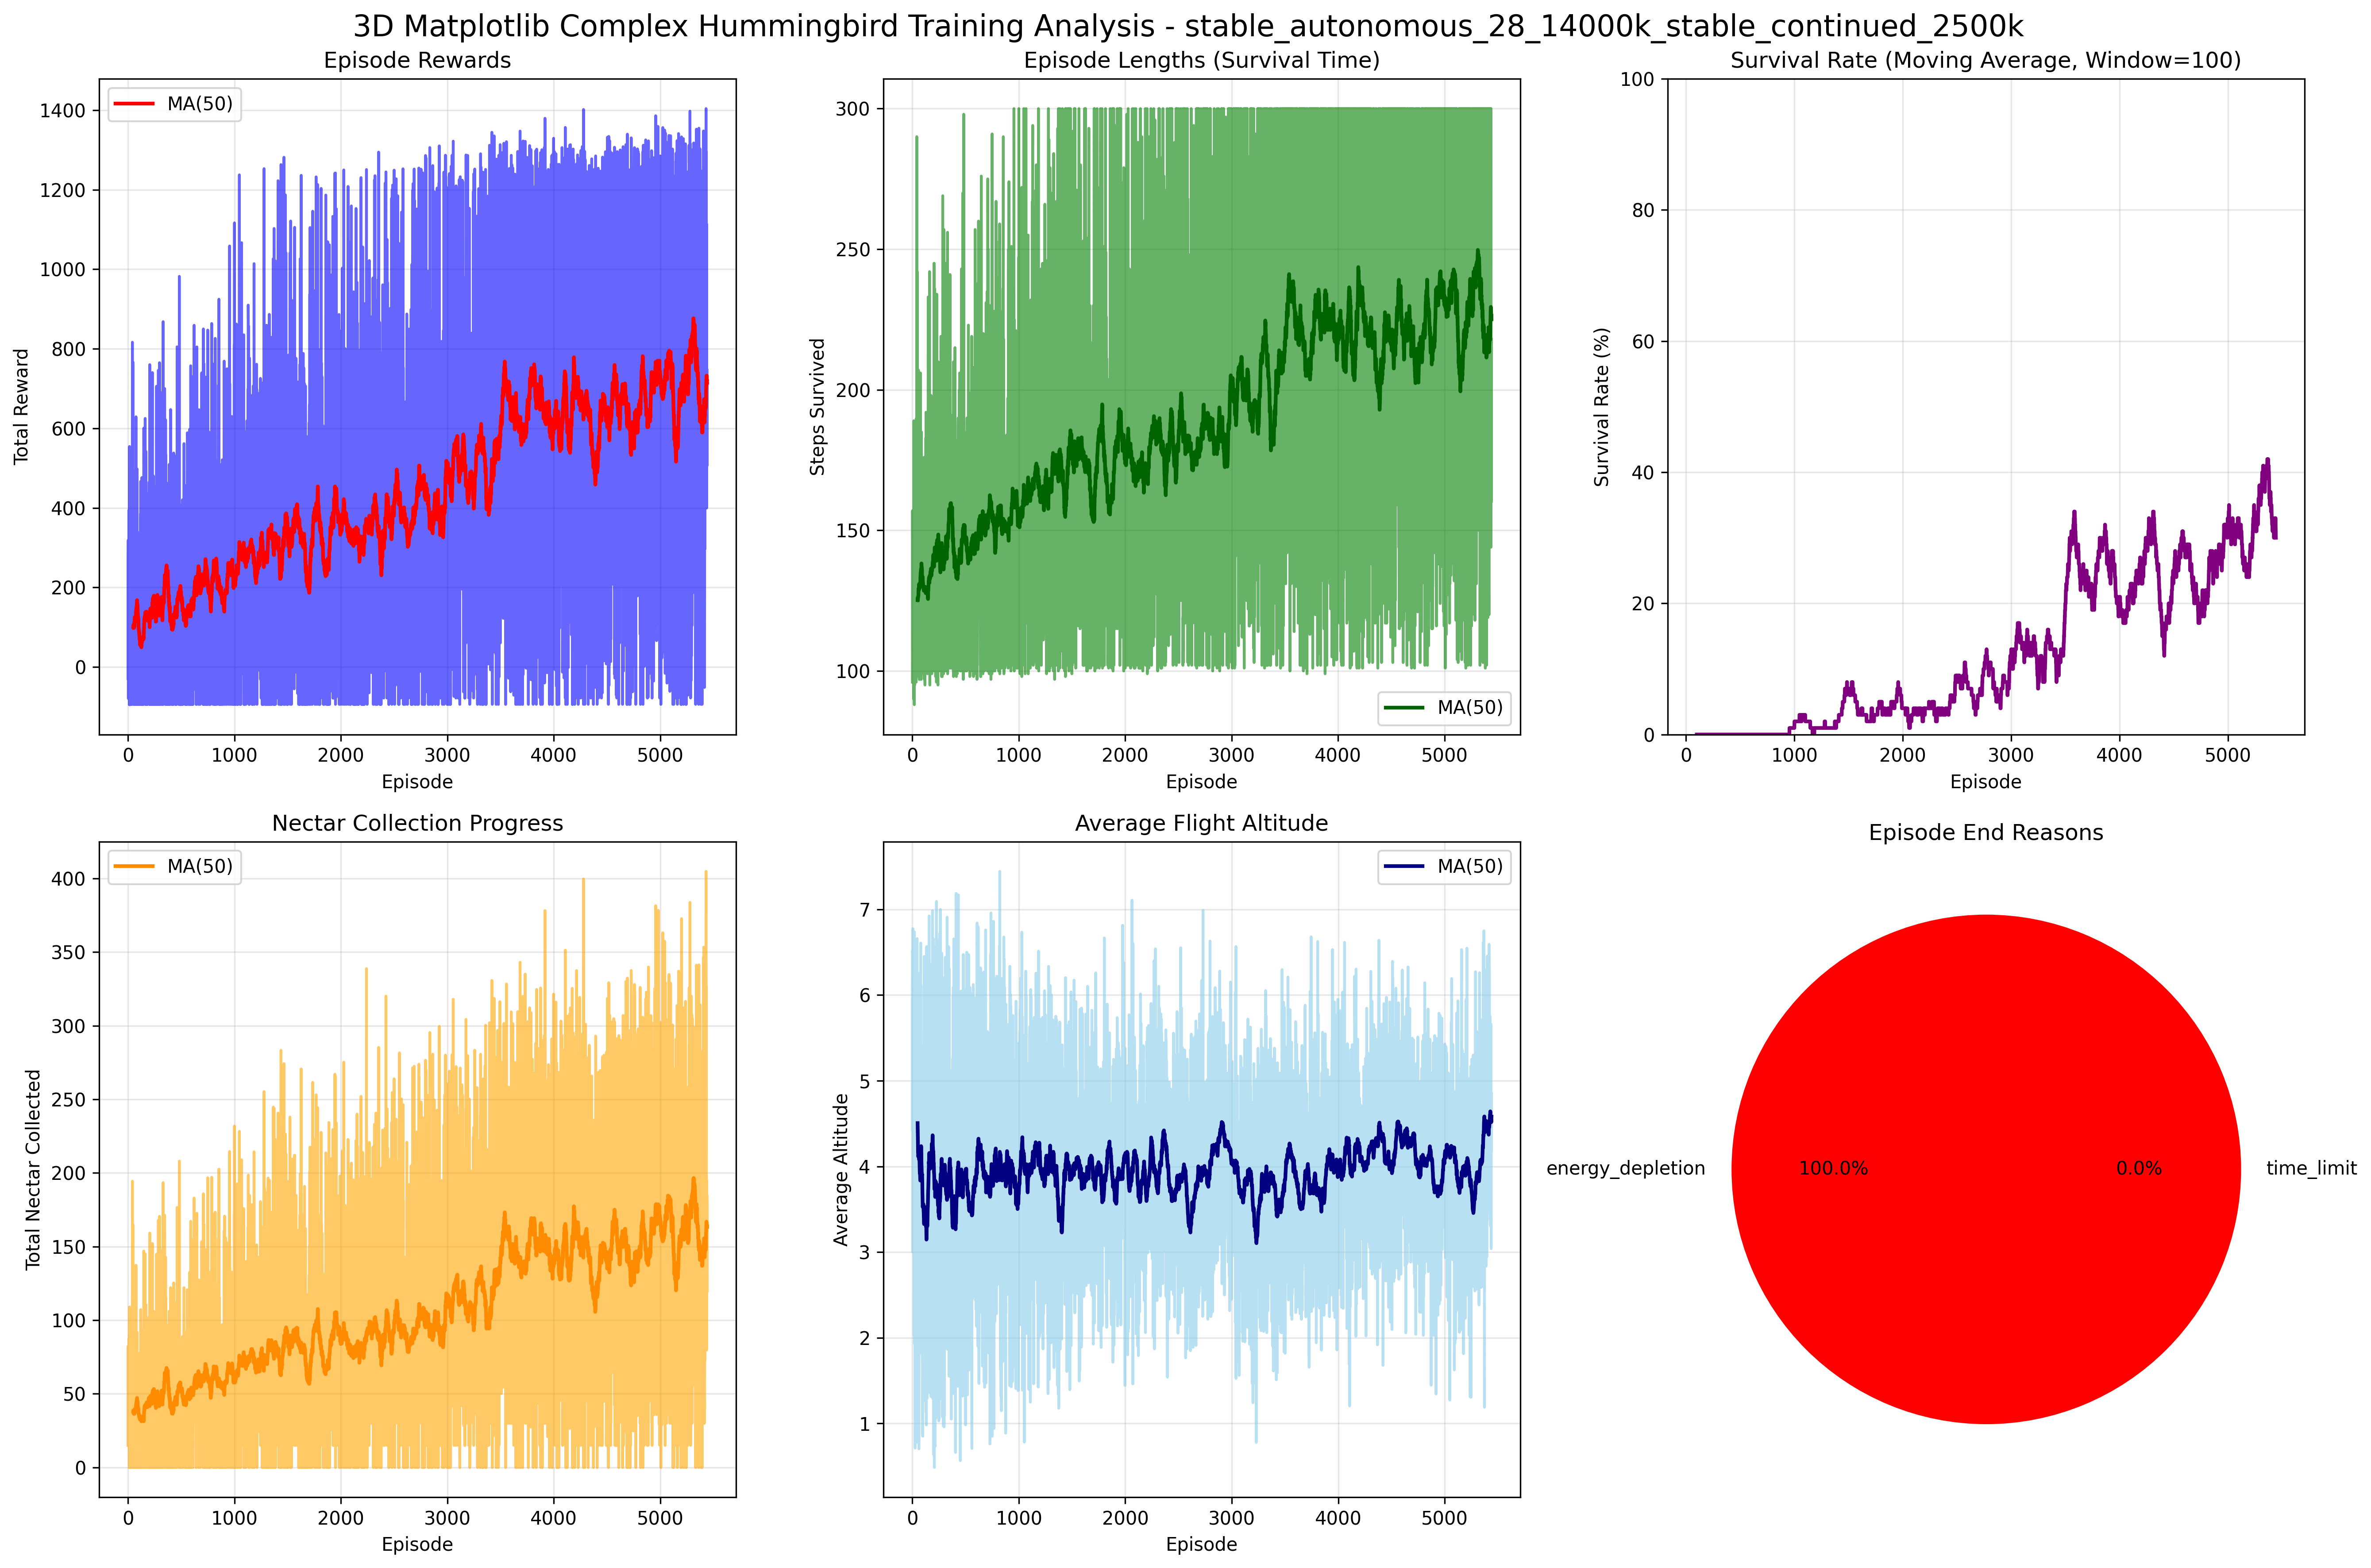 3D Matplotlib Complex Hummingbird Training Analysis - stable_autonomous_28_14000k_stable_continued_2500k
Episode Rewards
MA(50)
1400
1200
1000
800
600
400
200
0
Total Reward
0 1000 2000 3000 4000 5000
Episode
Episode Lengths (Survival Time)
300
250
200
150
100
Steps Survived
MA(50)
0 1000 2000 3000 4000 5000
Episode
Survival Rate (Moving Average, Window=100)
100
80
60
40
20
0
Survival Rate (%)
0 1000 2000 3000 4000 5000
Episode
Nectar Collection Progress
MA(50)
400
350
300
250
200
150
100
50
0
Total Nectar Collected
0 1000 2000 3000 4000 5000
Episode
Average Flight Altitude
MA(50)
7
6
5
4
3
2
1
Average Altitude
0 1000 2000 3000 4000 5000
Episode
Episode End Reasons
energy_depletion 100.0% 0.0% time_limit